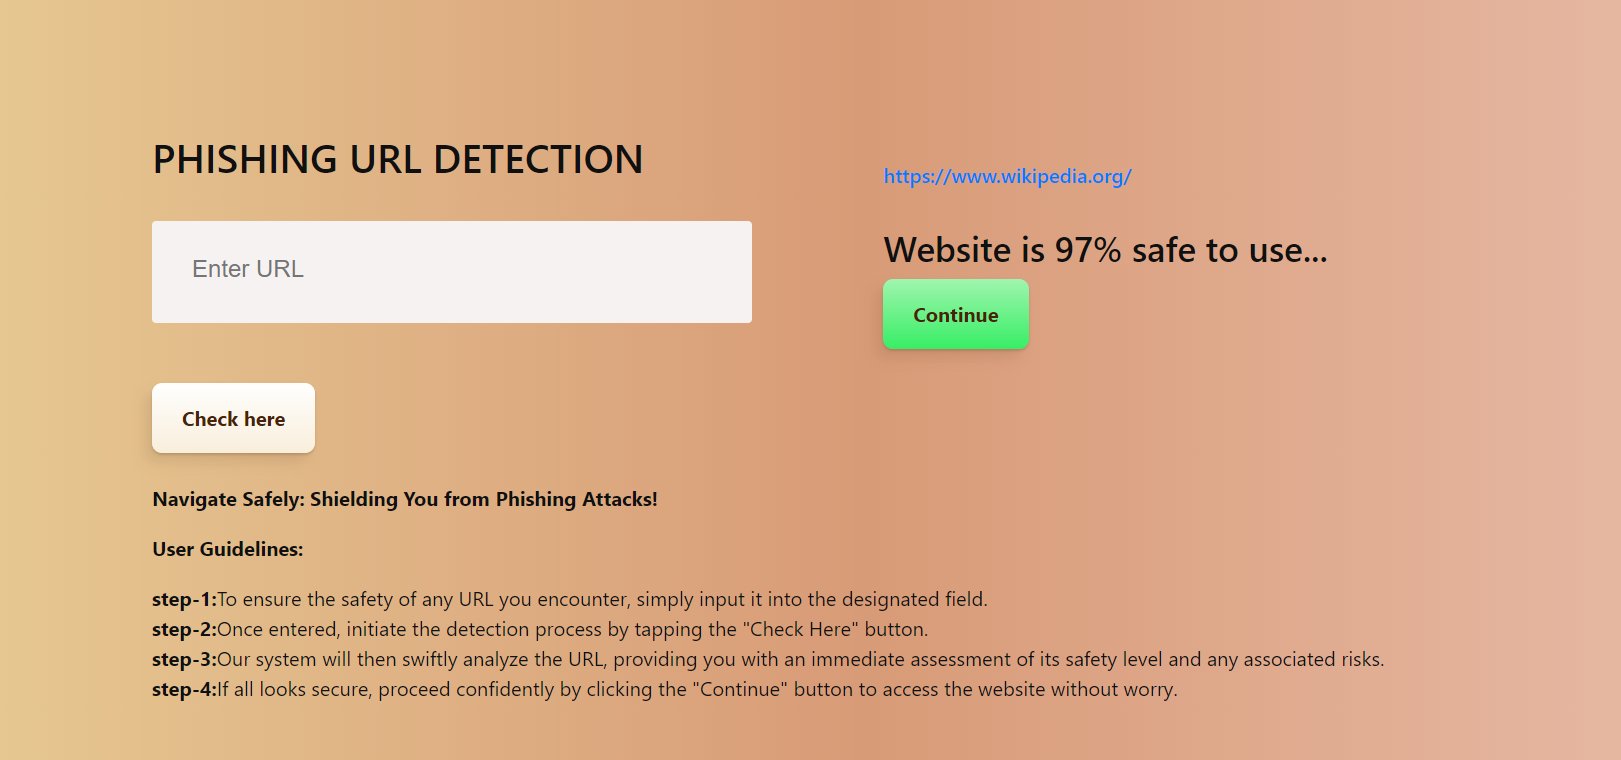 PHISHING URL DETECTION
Enter URL
Check here
https://www.wikipedia.org/
Website is 97% safe to use...
Continue
Navigate Safely: Shielding You from Phishing Attacks!
User Guidelines:
step-1:To ensure the safety of any URL you encounter, simply input it into the designated field.
step-2:Once entered, initiate the detection process by tapping the "Check Here" button.
step-3:Our system will then swiftly analyze the URL, providing you with an immediate assessment of its safety level and any associated risks.
step-4:If all looks secure, proceed confidently by clicking the "Continue" button to access the website without worry.